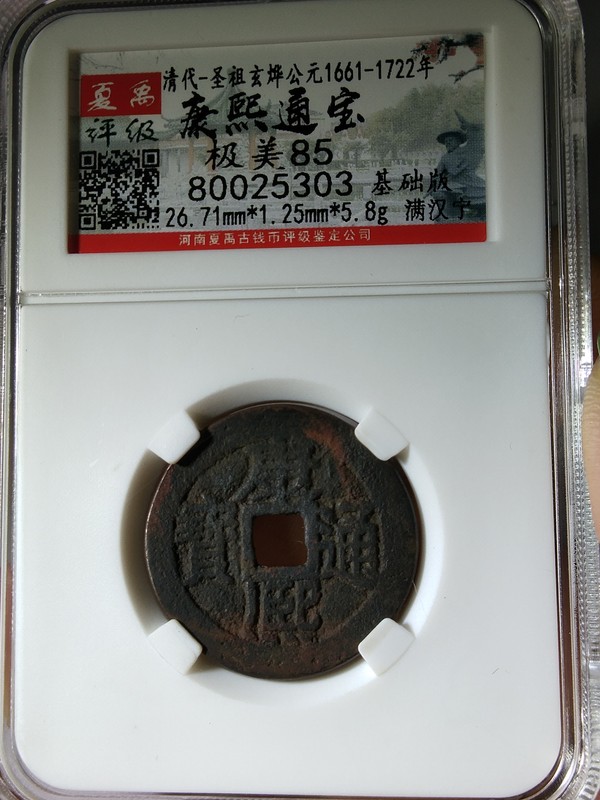 清代-圣祖玄烨公元1661-1722年
夏禹
评级
康熙通宝
极美85
80025303 基础版
26.71mm*1.25mm*5.8g 满汉宁
河南夏禹古钱币评级鉴定公司
康熙通寳